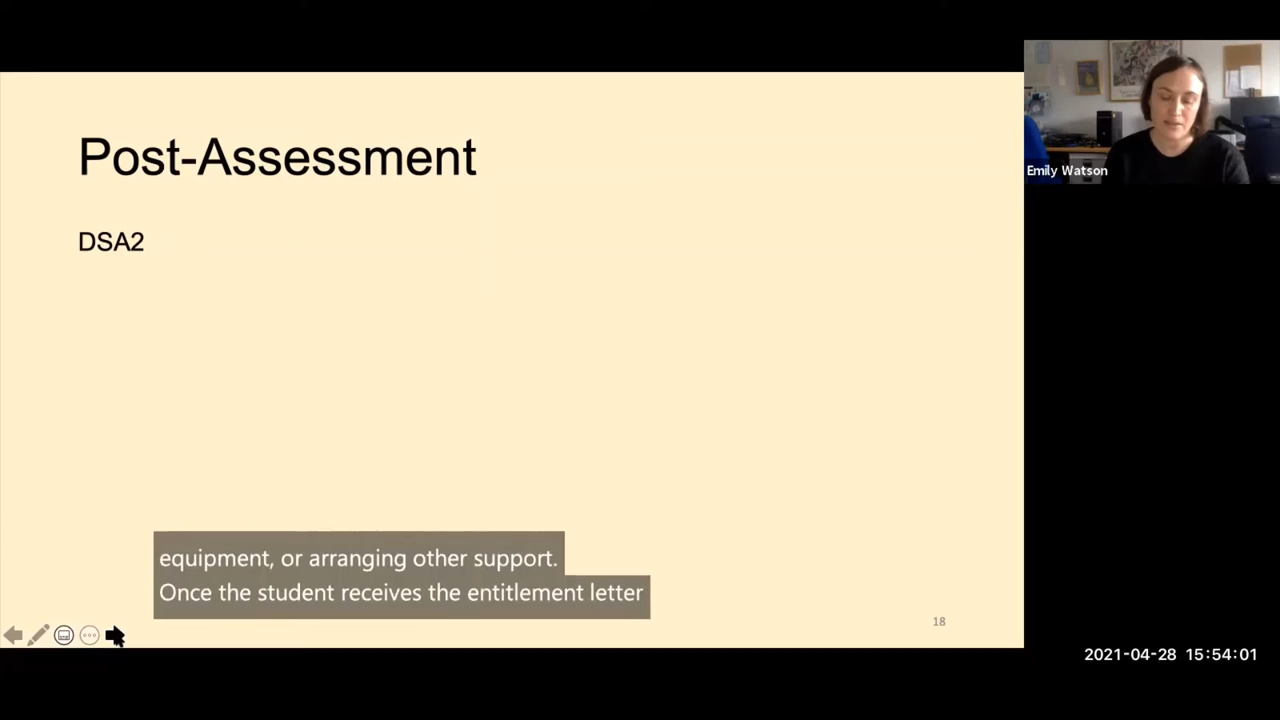 Post-Assessment
DSA2
equipment, or arranging other support.
Once the student receives the entitlement letter
18
Emily Watson
2021-04-28 15:54:01